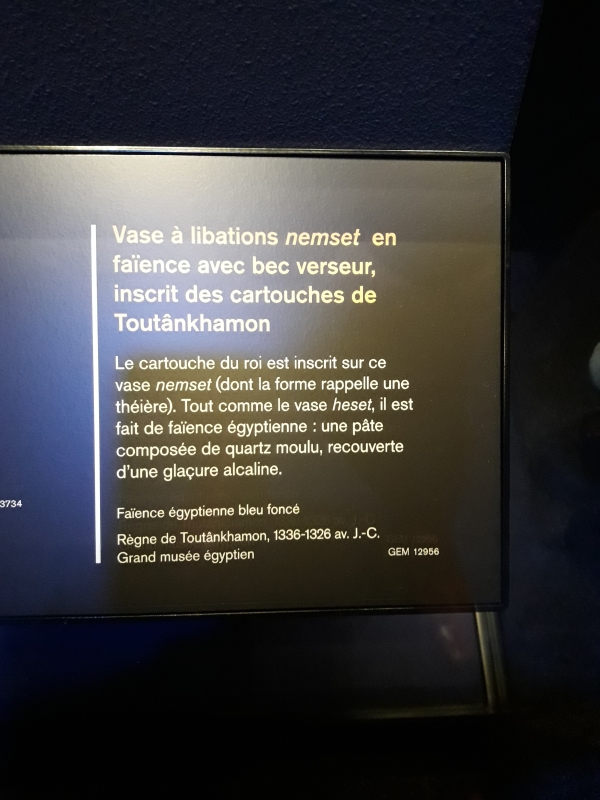 Vase à libations nemset en
faïence avec bec verseur,
inscrit des cartouches de
Toutânkhamon
Le cartouche du roi est inscrit sur ce
vase nemset (dont la forme rappelle une
théière). Tout comme le vase heset, il est
fait de faïence égyptienne : une pâte
composée de quartz moulu, recouverte
d'une glaçure alcaline.
3734
Faïence égyptienne bleu foncé
Règne de Toutânkhamon, 1336-1326 av. J.-C.
Grand musée égyptien
GEM 12956